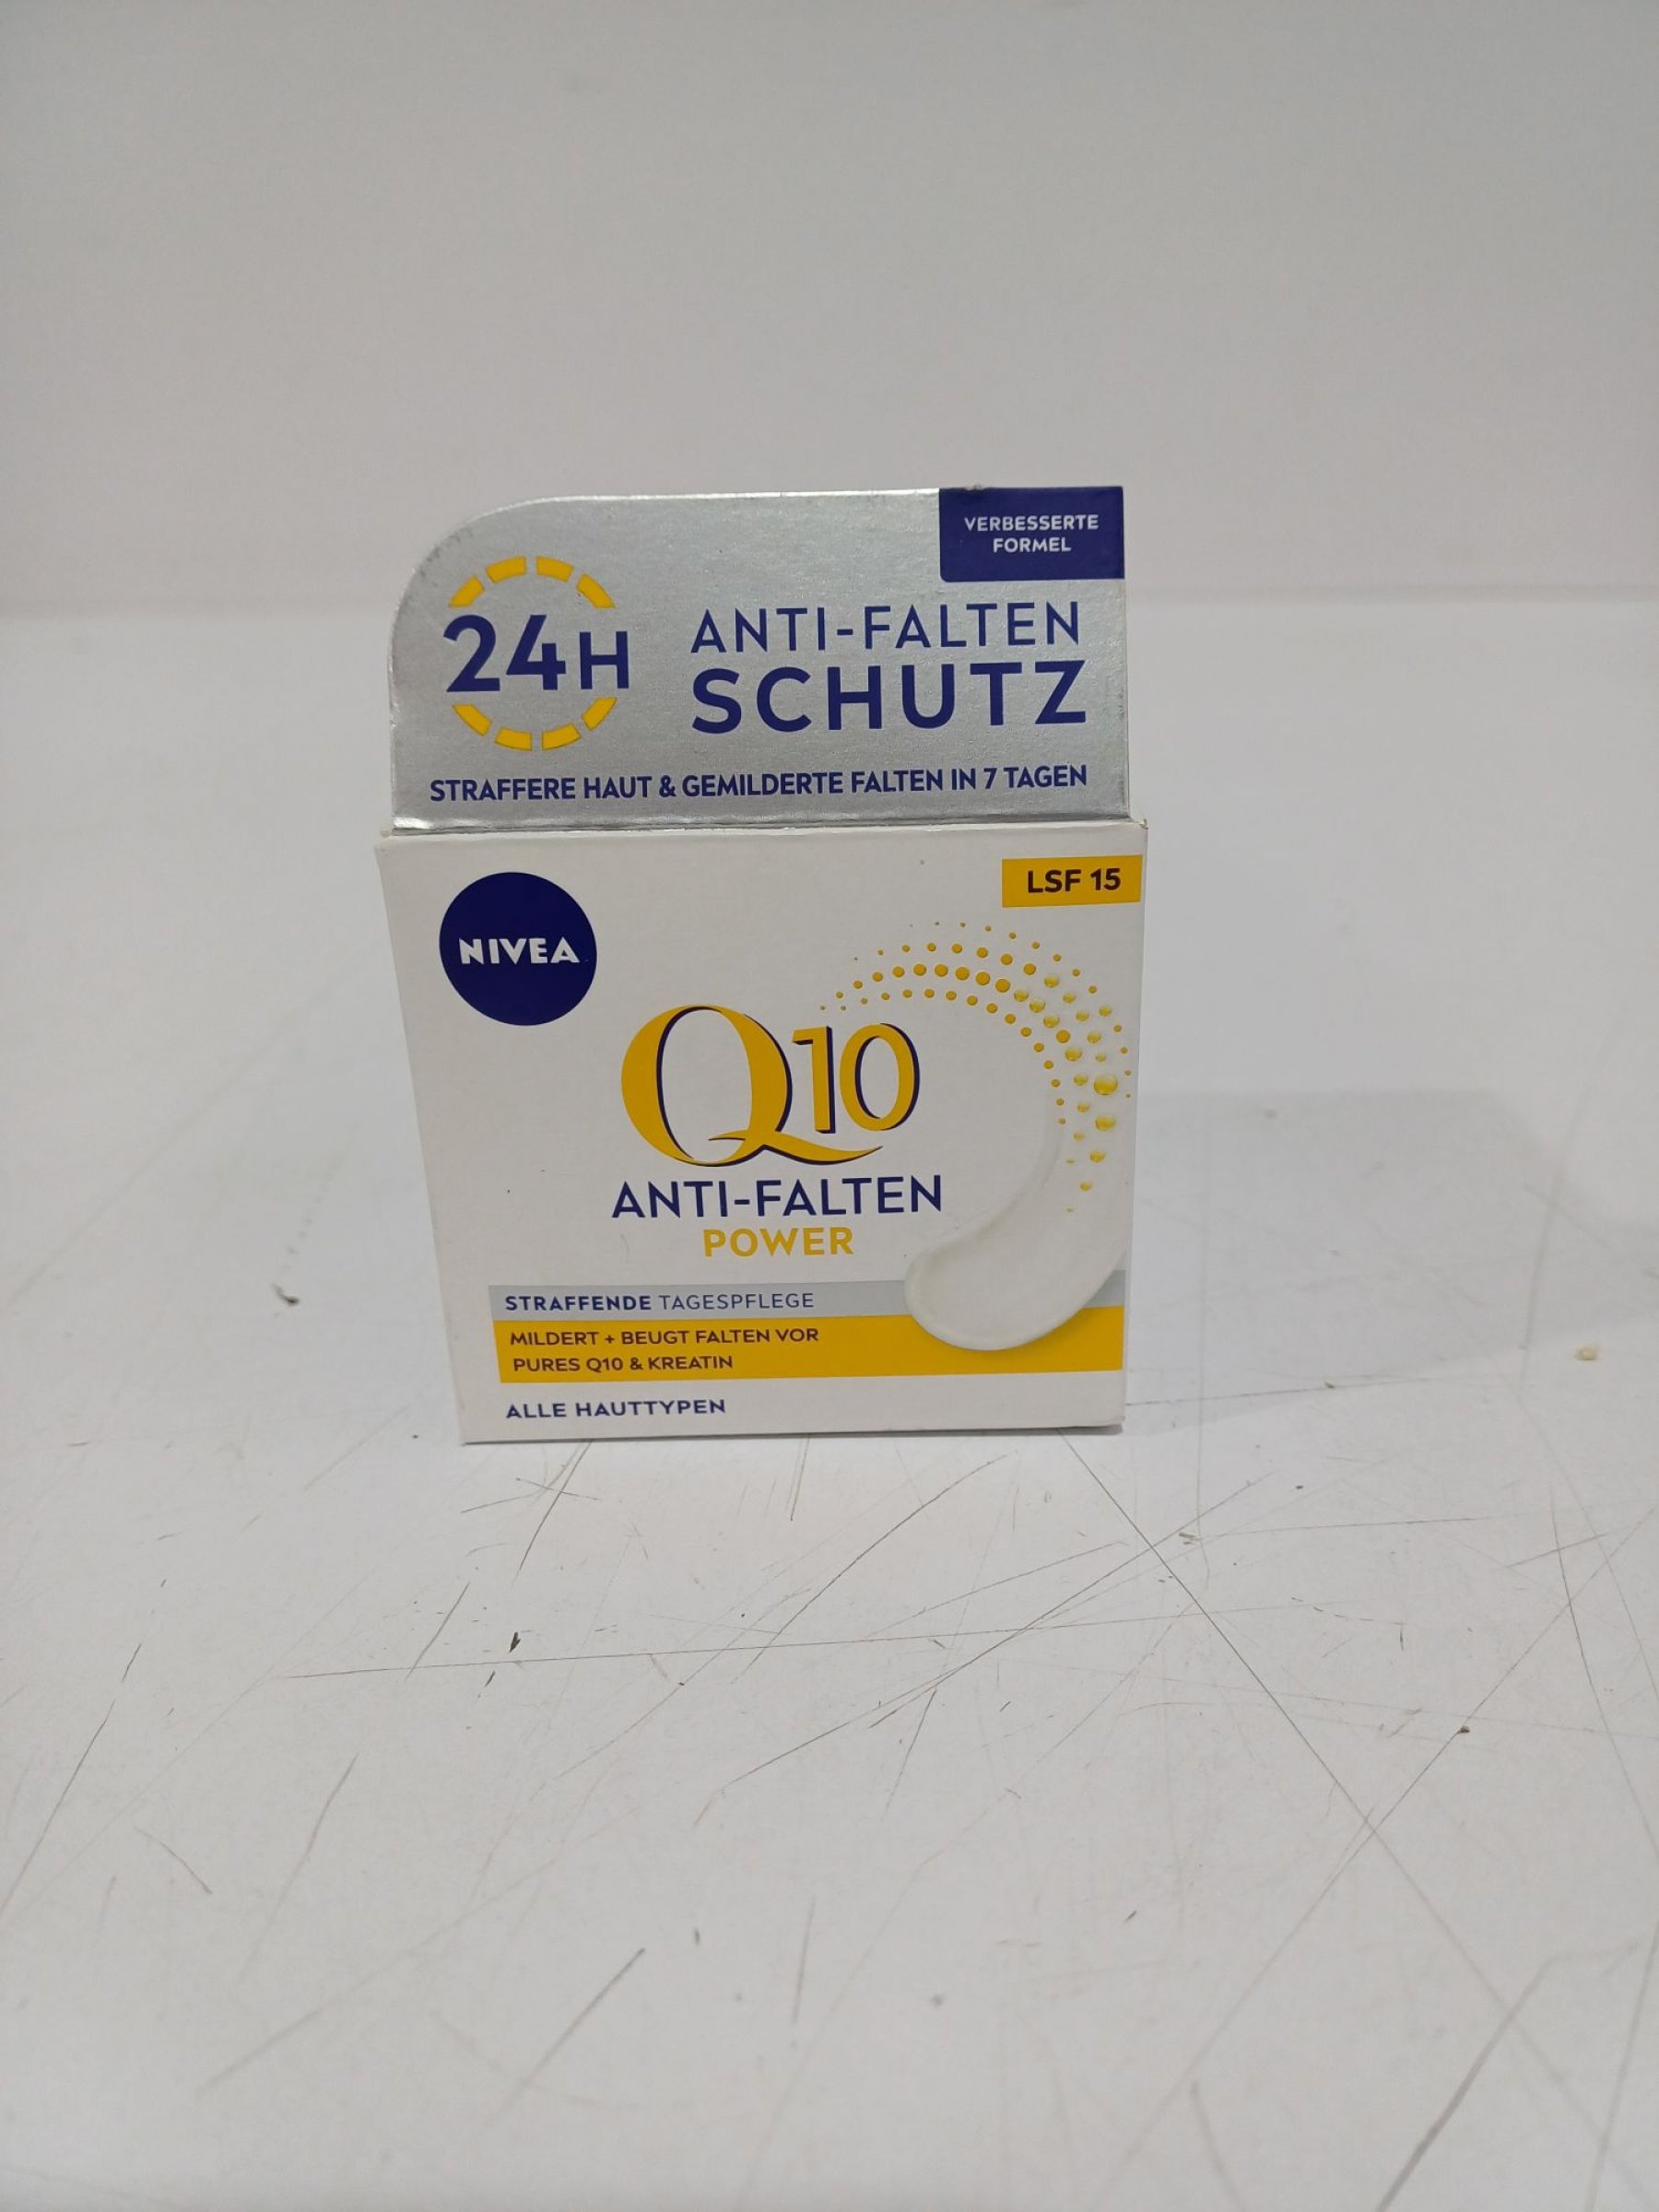 VERBESSERTE
FORMEL
24H
ANTI-FALTEN
SCHUTZ
STRAFFERE HAUT & GEMILDERTE FALTEN IN 7 TAGEN
LSF 15
NIVEA
Q10
ANTI-FALTEN
POWER
STRAFFENDE TAGESPFLEGE
MILDERT + BEUGT FALTEN VOR
PURES Q10 & KREATIN
ALLE HAUTTYPEN